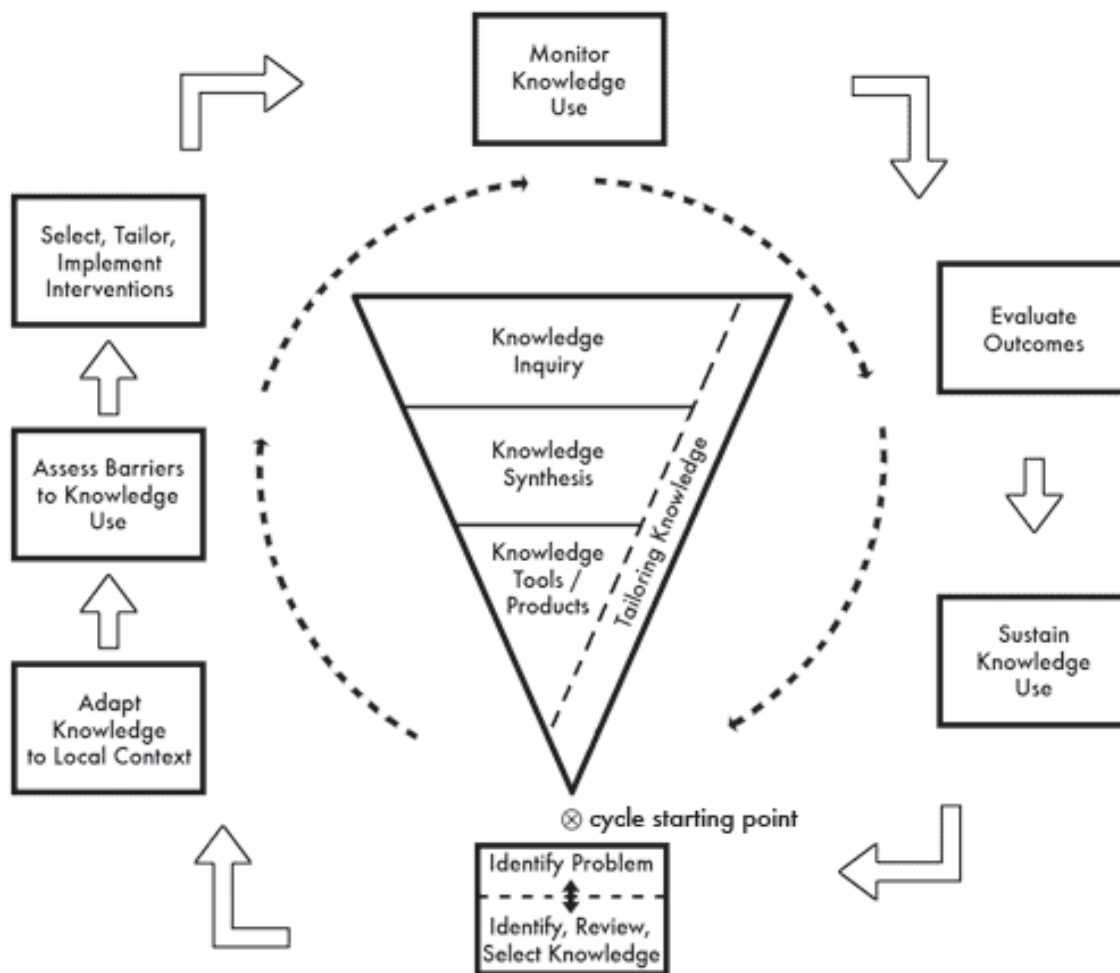 Monitor
Knowledge
Use
Select, Tailor,
Implement
Interventions
Evaluate
Outcomes
Knowledge
Inquiry
Knowledge
Synthesis
Knowledge
Tools /
Products
Tailoring Knowledge
Assess Barriers
to Knowledge
Use
Sustain
Knowledge
Use
Adapt
Knowledge
to Local Context
⊗ cycle starting point
Identify Problem
Identify, Review,
Select Knowledge